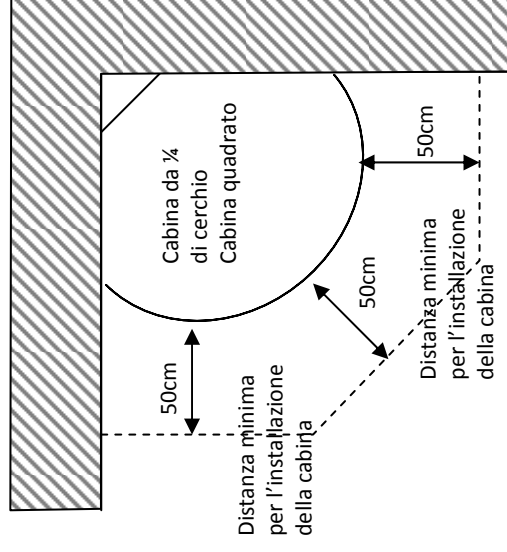 Cabina da ¼
di cerchio
Cabina quadrato
50cm
50cm
50cm
Distanza minima
per l'installazione
della cabina
Distanza minima
per l'installazione
della cabina